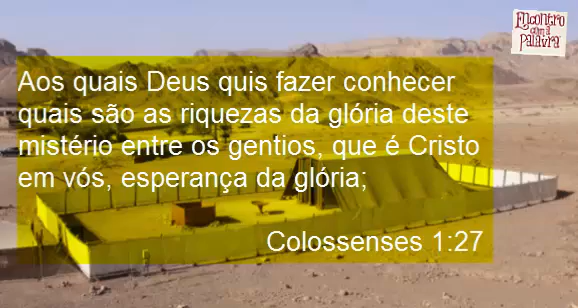 Encontro
com a
Palavra
Aos quais Deus quis fazer conhecer
quais são as riquezas da glória deste
mistério entre os gentios, que é Cristo
em vós, esperança da glória;
Colossenses 1:27